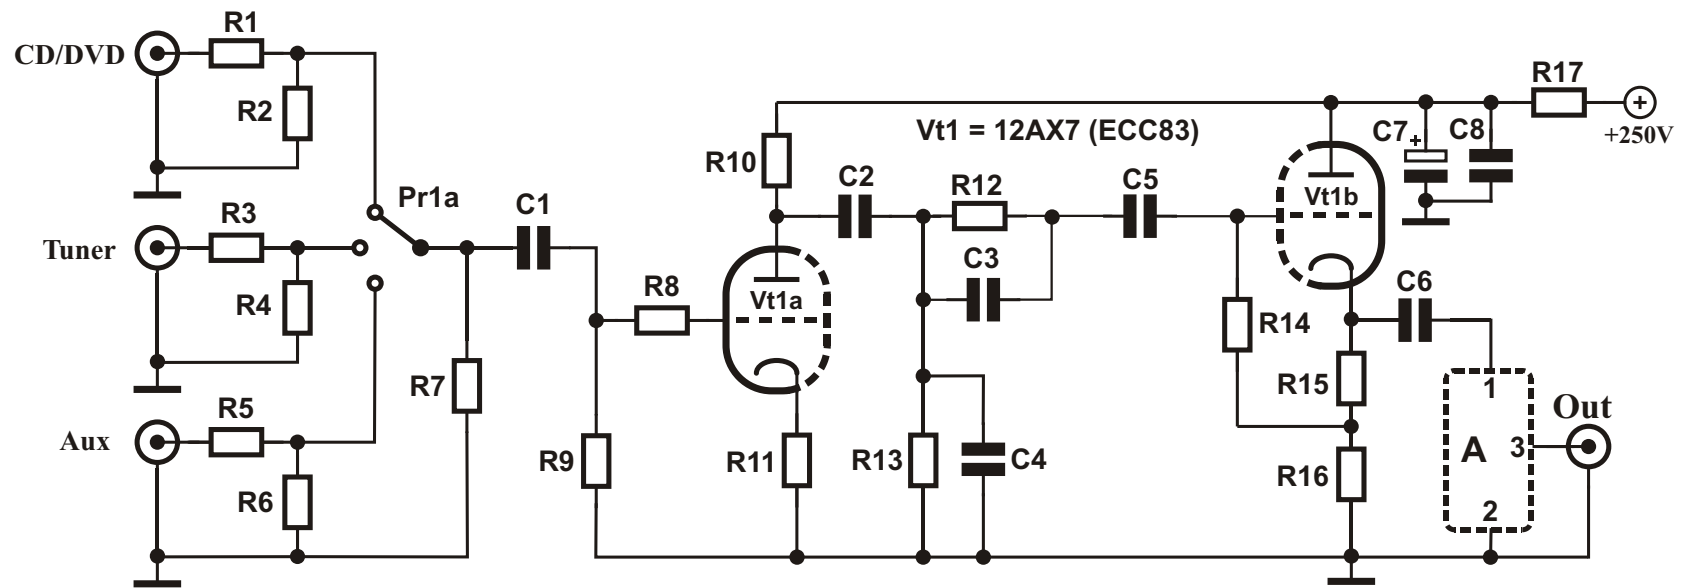 R1
CD/DVD
R2
R17
+
C7
C8
+
+250V
Vt1 = 12AX7 (ECC83)
R10
Pr1a
C1
C2
R12
C5
Vt1b
R3
Tuner
R4
C3
R8
Vt1a
C6
R14
R7
R15
1
Out
R5
Aux
R9
R11
R13
C4
R16
A
3
R6
2